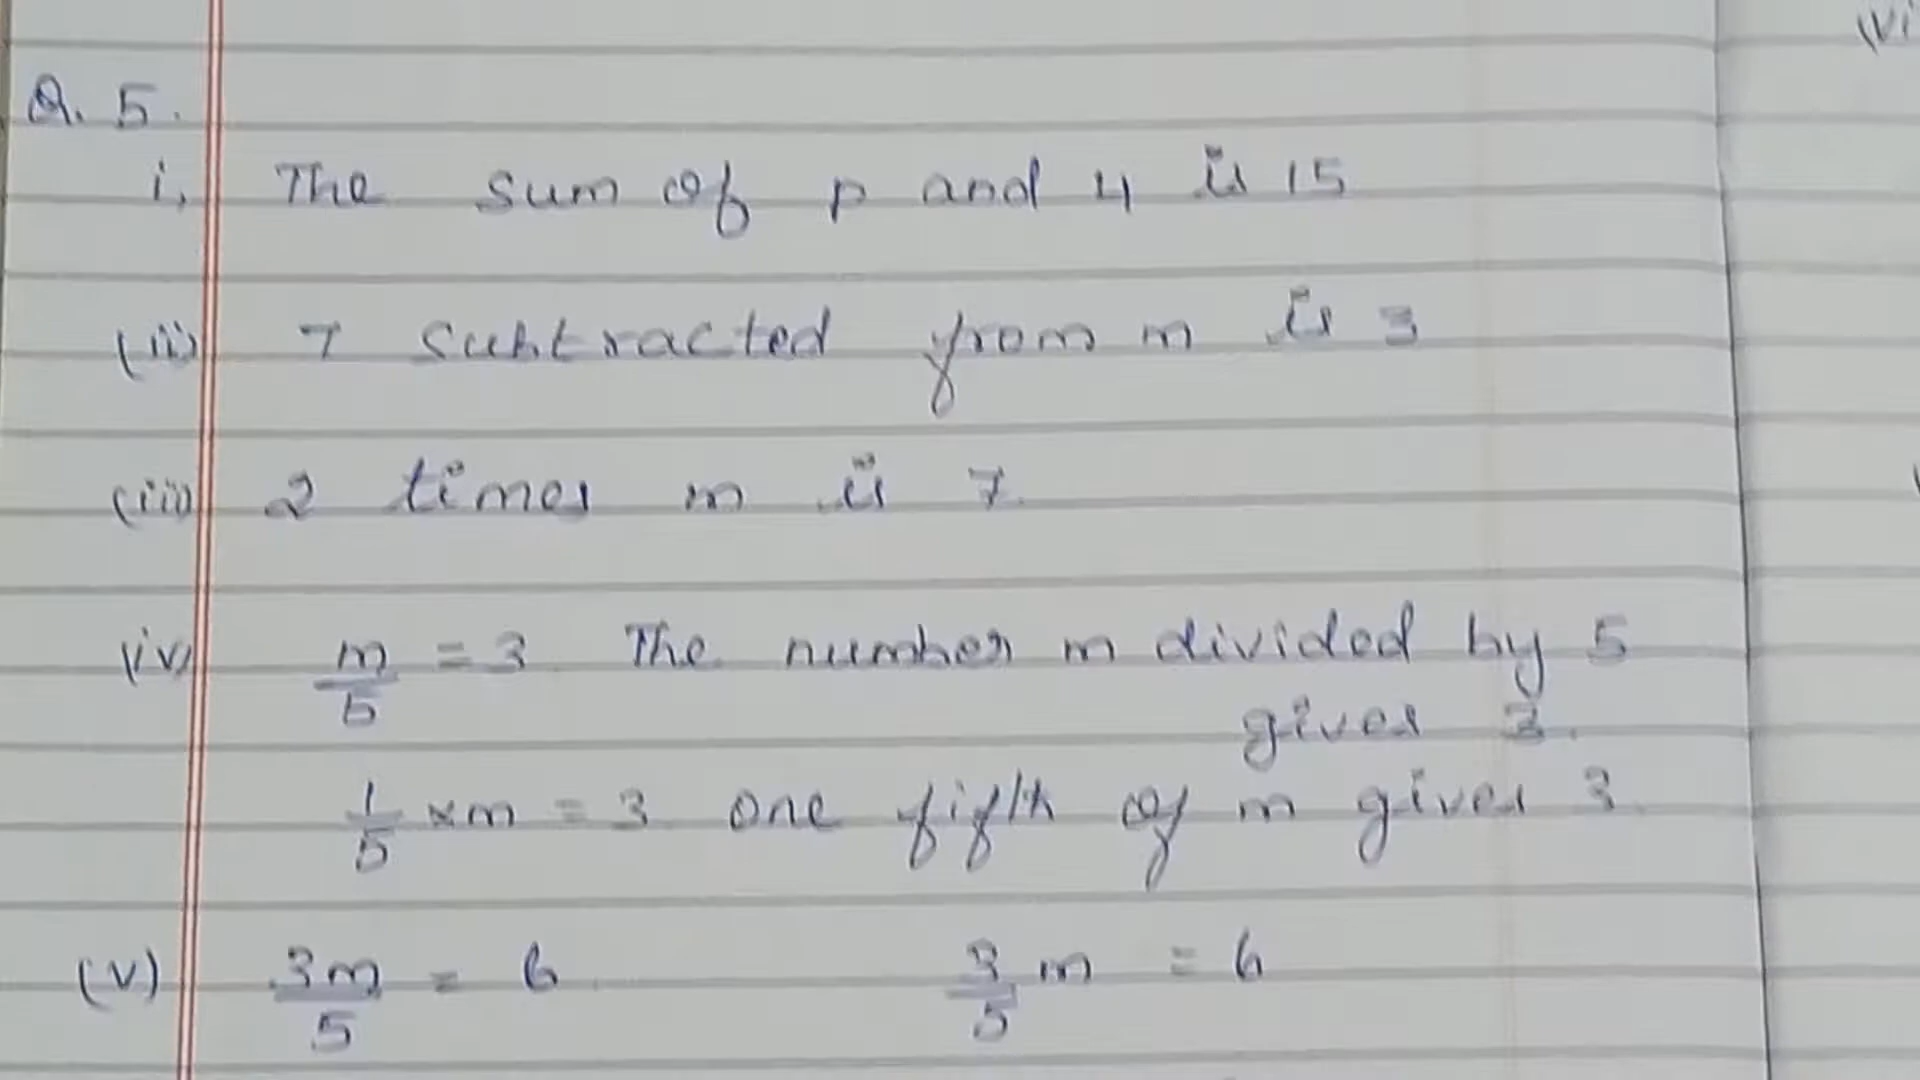 Q. 5.
i, The sum of p and 4 is 15
(ii) 7 subtracted from m is 3
(iii) 2 times m is 7.
(iv) m/5 = 3 The number m divided by 5
gives 3.
1/5 × m = 3 one fifth of m gives 3.
(v) 3m/5 = 6 3/5 m = 6
(vi